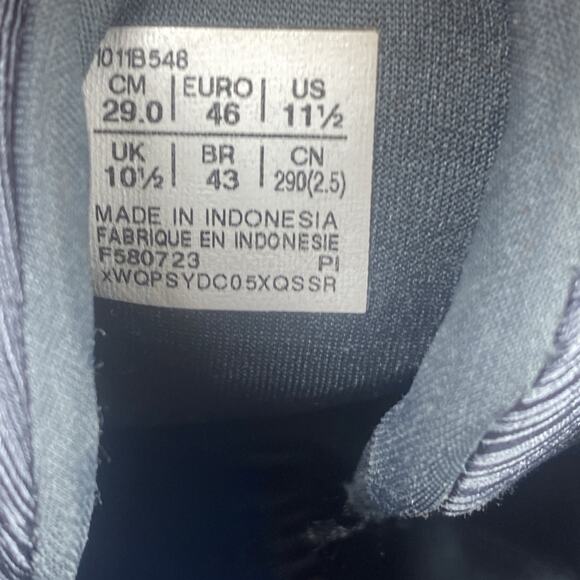 1011B548
CM EURO US
29.0 46 11½
UK BR CN
10½ 43 290(2.5)
MADE IN INDONESIA
FABRIQUE EN INDONESIE
F580723 PI
xWQPSYDC05XQSSR